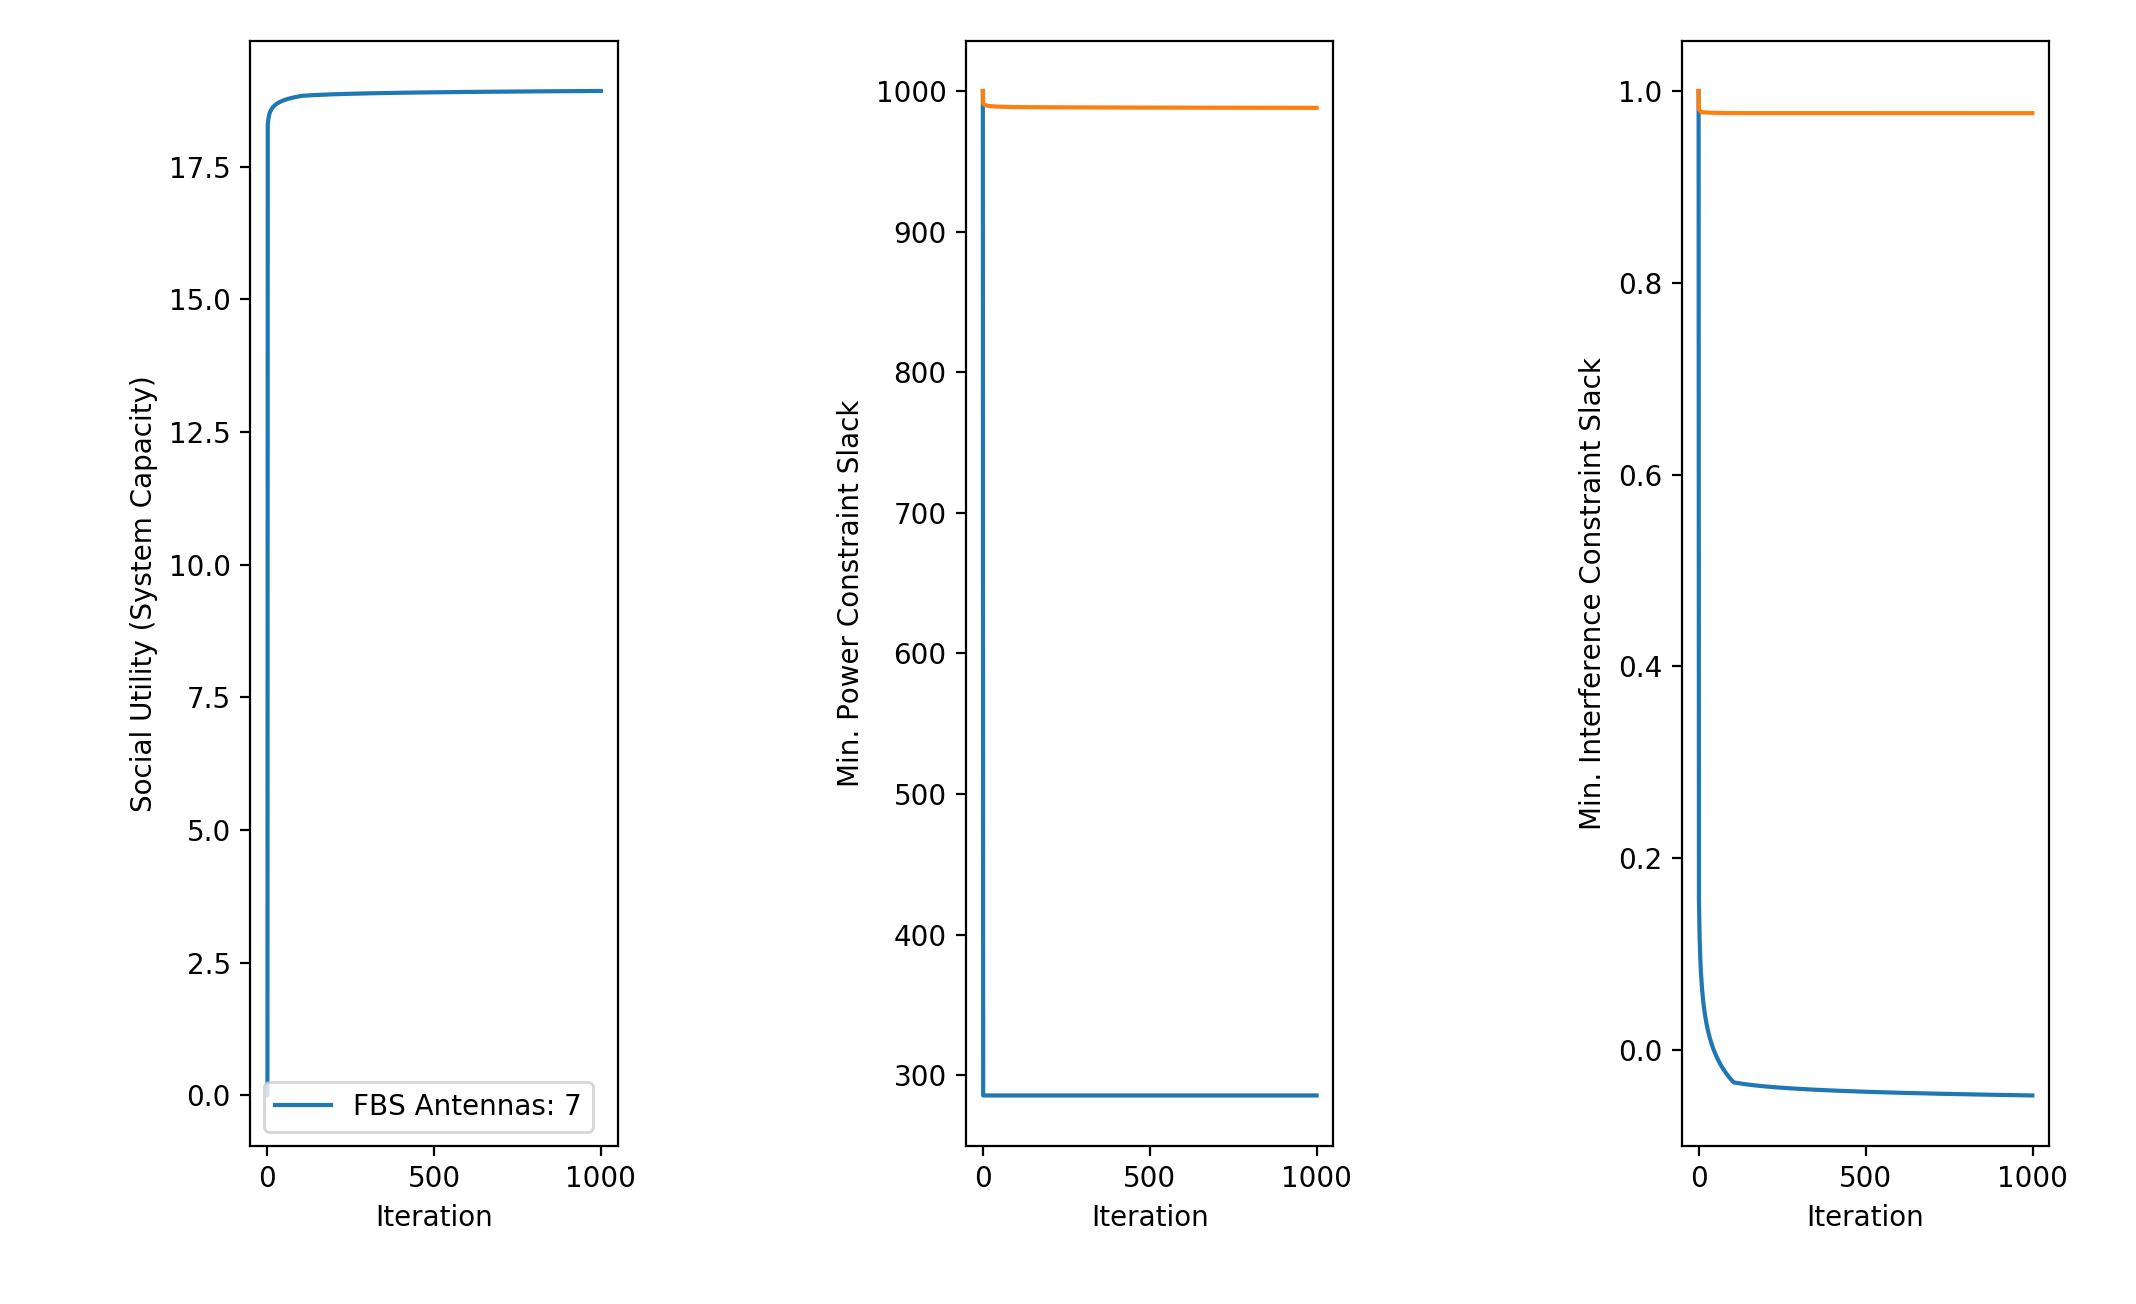 Social Utility (System Capacity)
17.5
15.0
12.5
10.0
7.5
5.0
2.5
0.0
FBS Antennas: 7
0 500 1000
Iteration
Min. Power Constraint Slack
1000
900
800
700
600
500
400
300
0 500 1000
Iteration
Min. Interference Constraint Slack
1.0
0.8
0.6
0.4
0.2
0.0
0 500 1000
Iteration